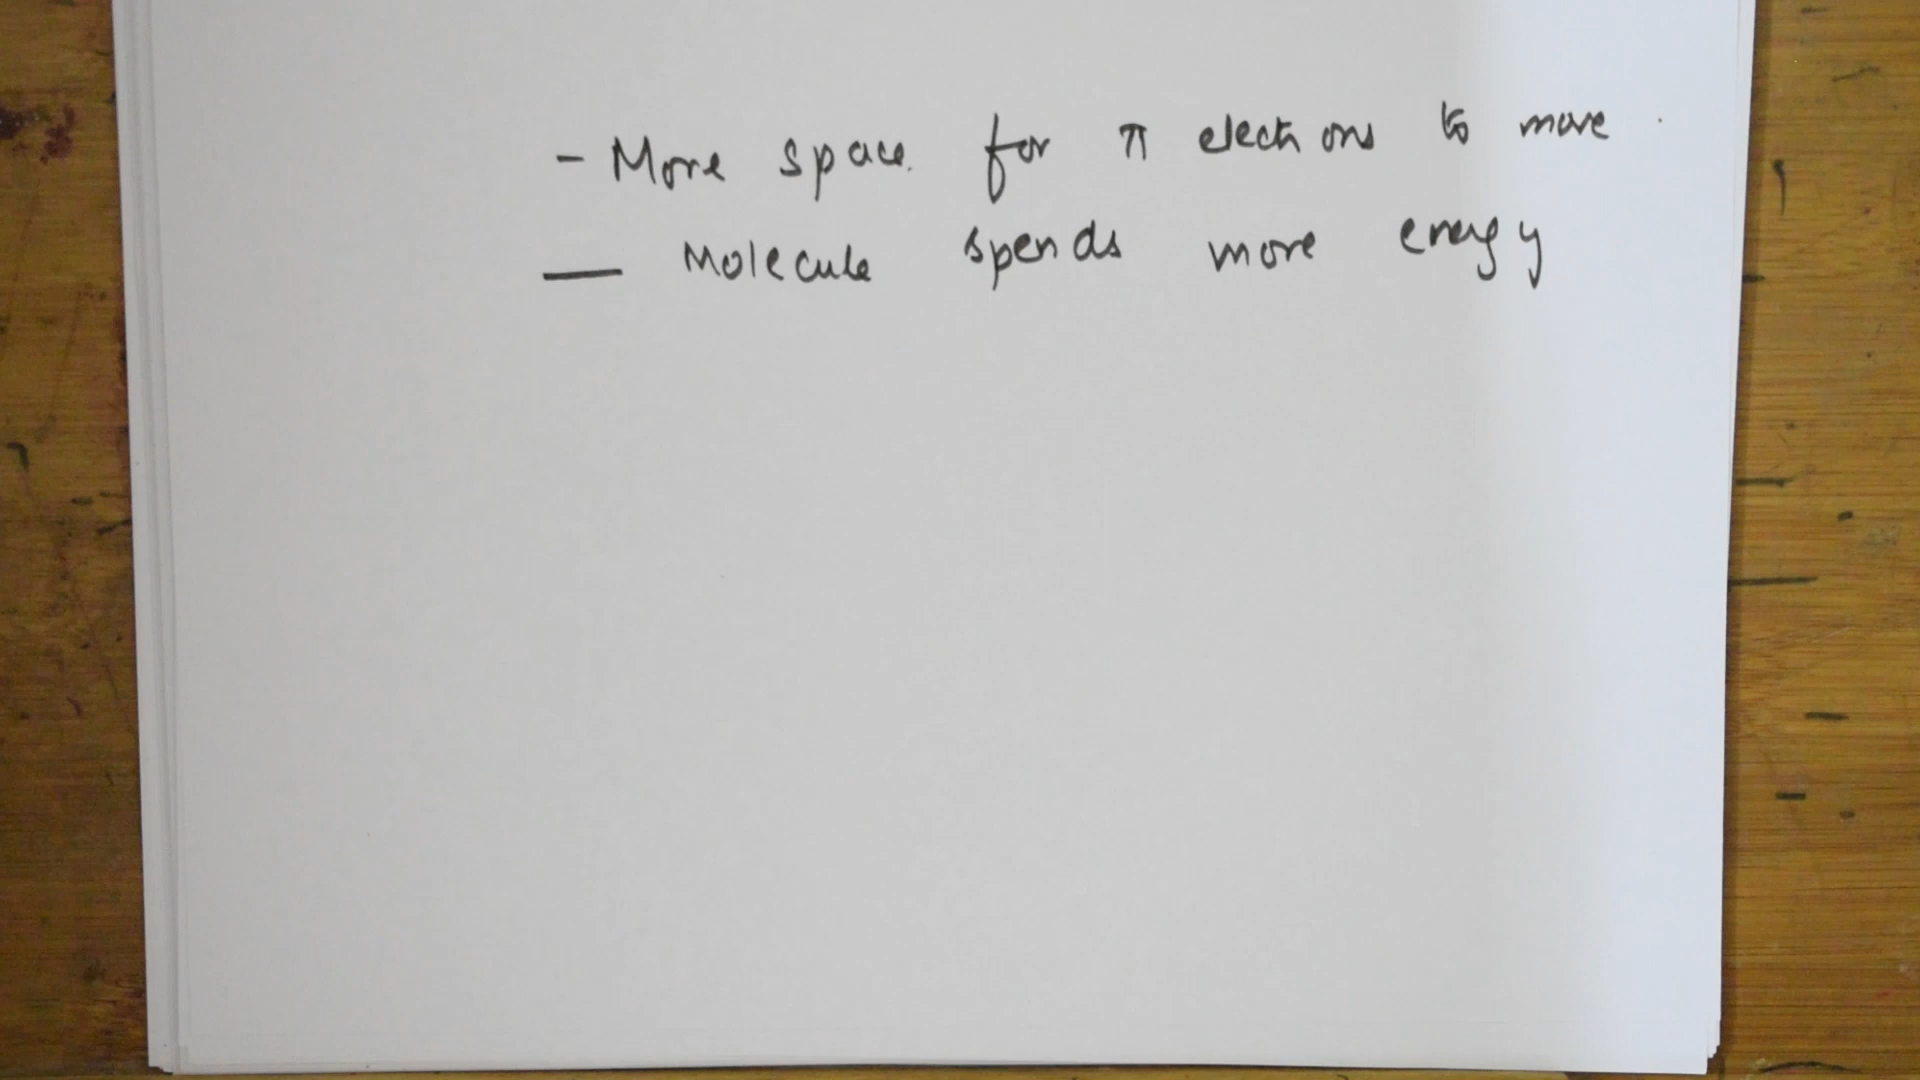 - More space for π electrons to move.
— Molecule spends more energy